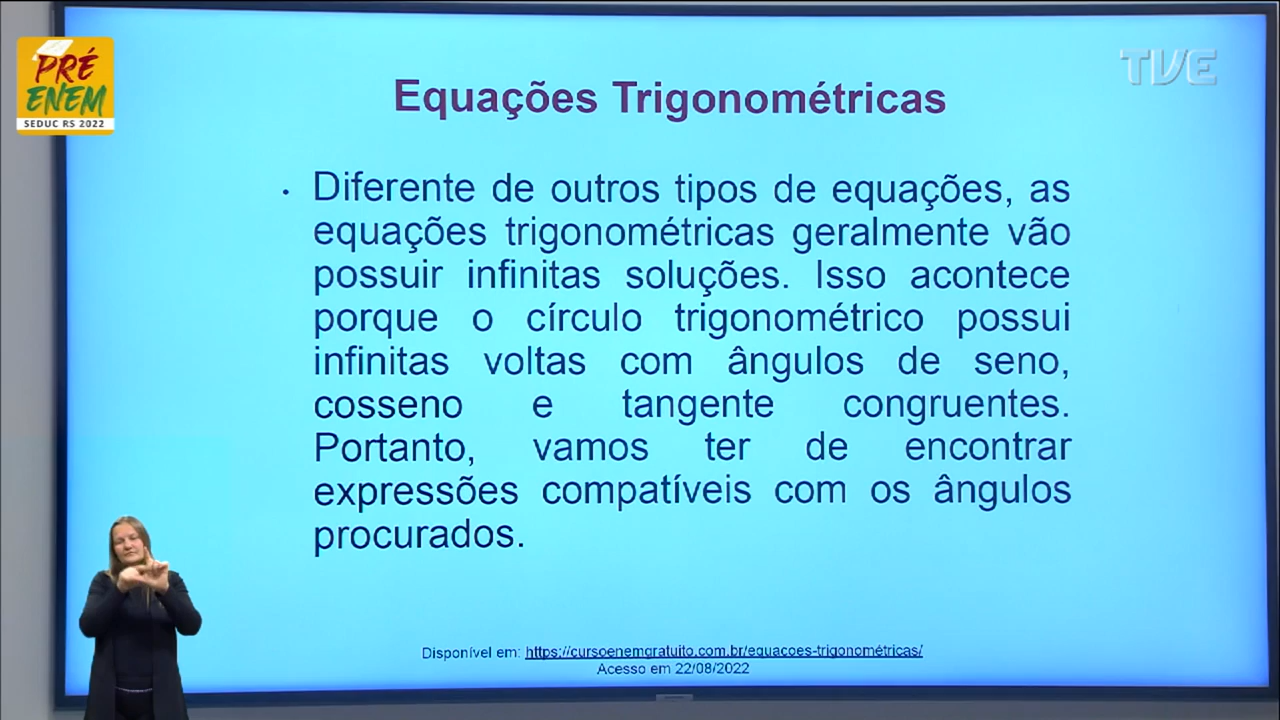 PRÉ
ENEM
SEDUC RS 2022
TVE
Equações Trigonométricas
• Diferente de outros tipos de equações, as
equações trigonométricas geralmente vão
possuir infinitas soluções. Isso acontece
porque o círculo trigonométrico possui
infinitas voltas com ângulos de seno,
cosseno e tangente congruentes.
Portanto, vamos ter de encontrar
expressões compatíveis com os ângulos
procurados.
Disponível em: https://cursoenemgratuito.com.br/equacoes-trigonométricas/
Acesso em 22/08/2022